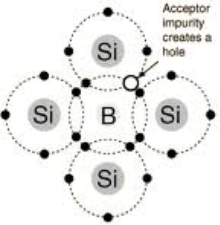 Acceptor
impurity
creates a
hole
Si
Si B Si
Si